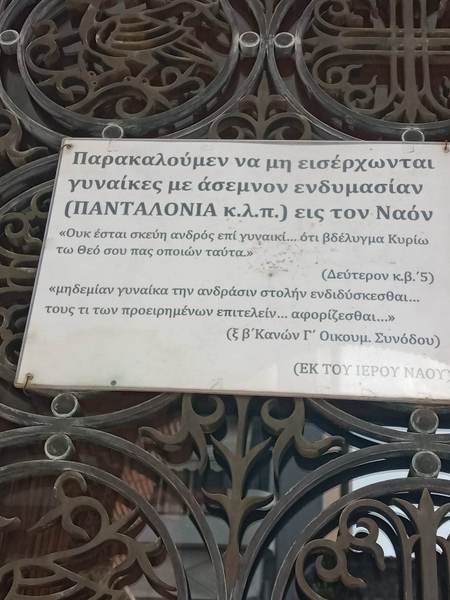 Παρακαλούμεν να μη εισέρχωνται
γυναίκες με άσεμνον ενδυμασίαν
(ΠΑΝΤΑΛΟΝΙΑ κ.λ.π.) εις τον Ναόν
«Ουκ έσται σκεύη ανδρός επί γυναικί... ότι βδέλυγμα Κυρίω
τω Θεό σου πας οποιών ταύτα.»
(Δεύτερον κ.β.΄5)
«μηδεμίαν γυναίκα την ανδράσιν στολήν ενδιδύσκεσθαι...
τους τι των προειρημένων επιτελείν... αφορίζεσθαι...»
(ξ β΄Κανών Γ΄ Οικουμ. Συνόδου)
(ΕΚ ΤΟΥ ΙΕΡΟΥ ΝΑΟΥ)